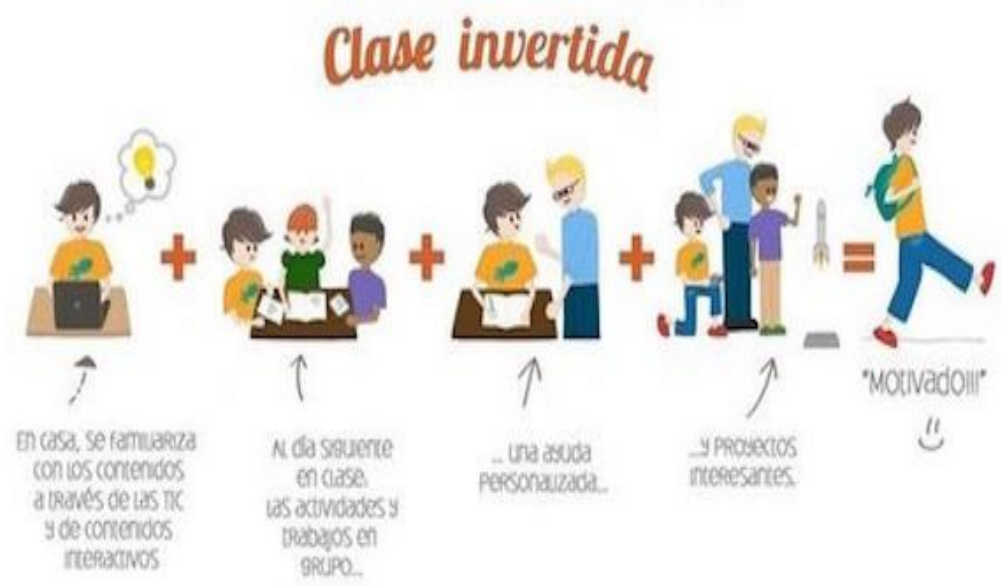 Clase invertida
En casa, se familiariza
con los contenidos
a través de las TIC
y de contenidos
interactivos
Al día siguiente
en clase,
las actividades y
trabajos en
grupo...
... una ayuda
personalizada...
...y proyectos
interesantes.
"Motivado!!!"